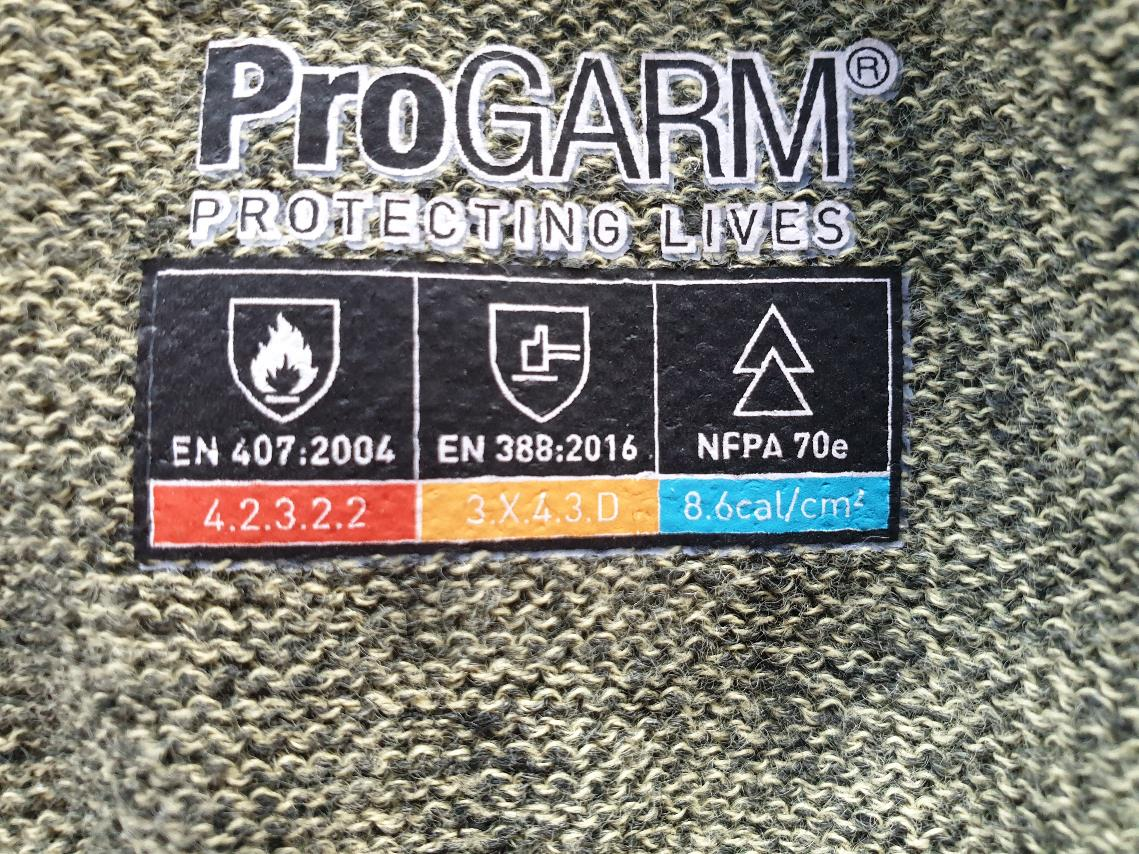 ProGARM®
PROTECTING LIVES
EN 407:2004 EN 388:2016 NFPA 70e
4.2.3.2.2 3.X.4.3.D 8.6cal/cm²